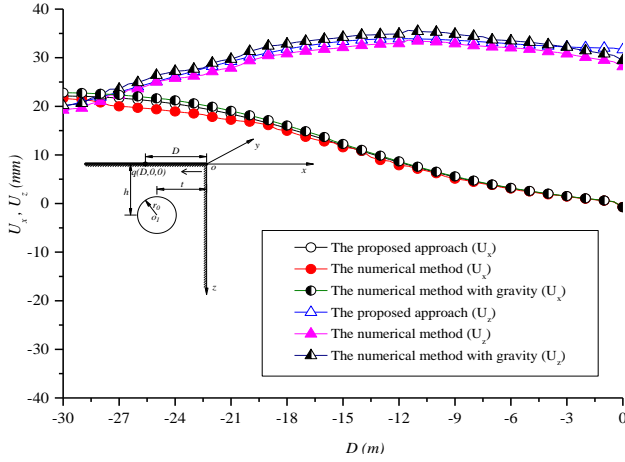 40
30
20
10
0
-10
-20
-30
-40
U_x , U_z (mm)
D
y
q(D,0,0)
o
x
h
t
r_0
o_1
z
The proposed approach (U_x)
The numerical method (U_x)
The numerical method with gravity (U_x)
The proposed approach (U_z)
The numerical method (U_z)
The numerical method with gravity (U_z)
-30 -27 -24 -21 -18 -15 -12 -9 -6 -3 0
D (m)